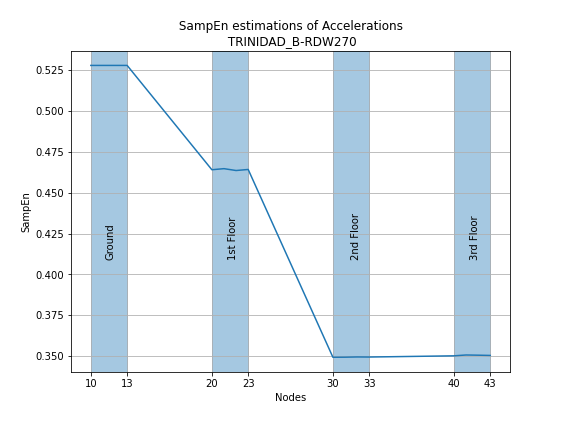 SampEn estimations of Accelerations
TRINIDAD_B-RDW270
0.525
0.500
0.475
0.450
0.425
0.400
0.375
0.350
SampEn
Ground
1st Floor
2nd Floor
3rd Floor
10 13 20 23 30 33 40 43
Nodes